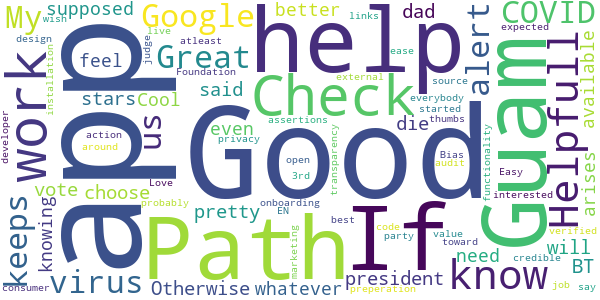 My
supposed
Google
better
dad
links
COVID
wish
atleast
live
ease
design
judge
feel
app
Great
Foundation
help
alert
expected
work
stars
Cool
said
Check
external
source
everybody
started
thumbs
Guam
Helpfull
available
installation
developer
action
us
even
assertions
die
around
privacy
Good
transparency
open
3rd
Bias
audit
functionality
Easy
interested
arises
vote
choose
Love
keeps
knowing
probably
pretty
onboarding
EN
Path
marketing
If
best
code
party
value
toward
need
credible
verified
will
BT
virus
consumer
Otherwise
whatever
president
preparation
know
job
say